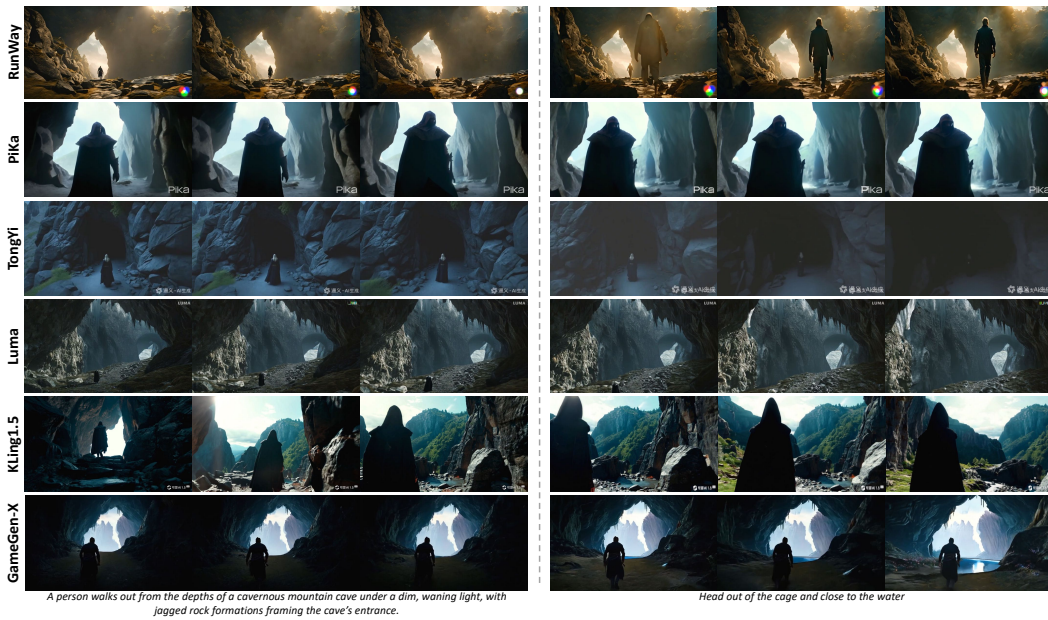 RunWay
Pika
Pika
Pika
Pika
Pika
Pika
Pika
TongYi
Luma
LUMA
LUMA
KLing1.5
GameGen-X
A person walks out from the depths of a cavernous mountain cave under a dim, waning light, with
jagged rock formations framing the cave's entrance.
Head out of the cage and close to the water